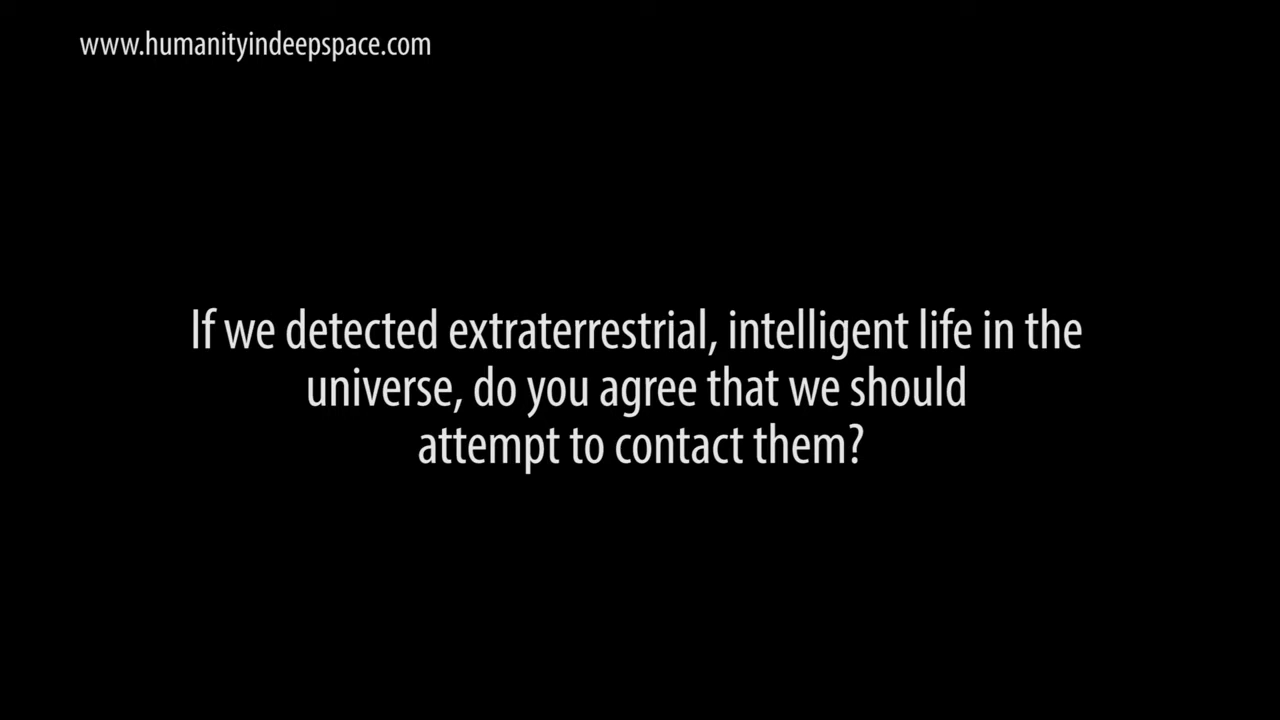 www.humanityindeepspace.com
If we detected extraterrestrial, intelligent life in the
universe, do you agree that we should
attempt to contact them?